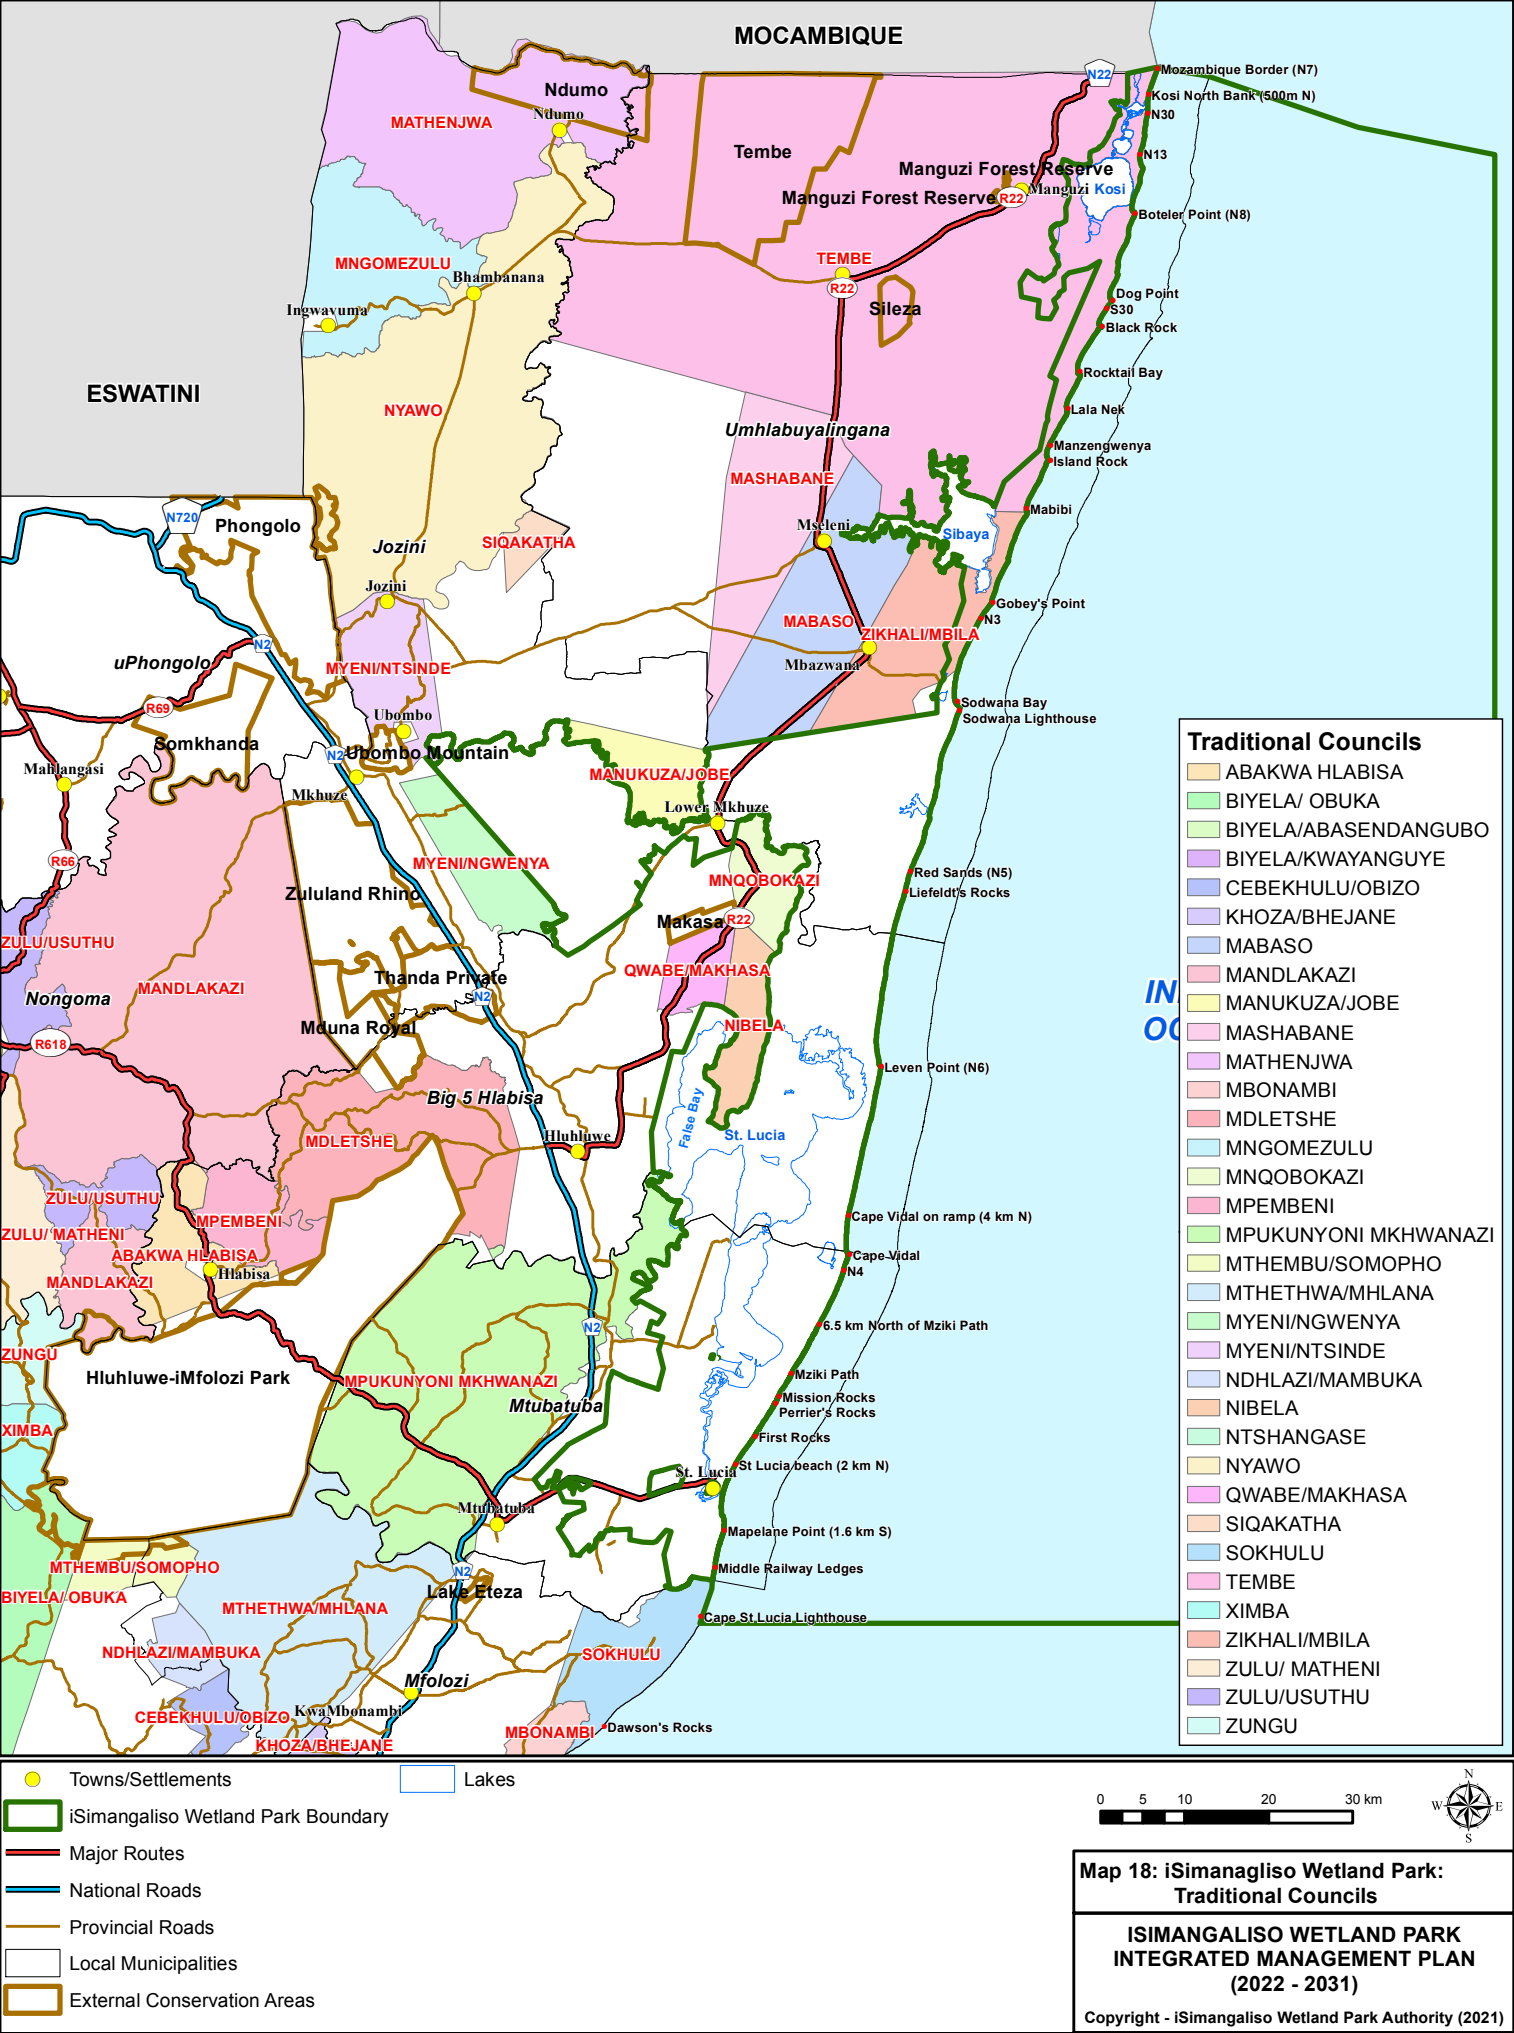 MOCAMBIQUE
N22
Mozambique Border (N7)
Ndumo
Kosi North Bank (500m N)
Ndumo
N30
MATHENJWA
Tembe
N13
Manguzi Forest Reserve
Manguzi
Kosi
Manguzi Forest Reserve
R22
Boteler Point (N8)
MNGOMEZULU
TEMBE
Bhambanana
R22
Dog Point
Ingwavuma
Sileza
S30
Black Rock
Rocktail Bay
ESWATINI
NYAWO
Lala Nek
Umhlabuyalingana
Manzengwenya
Island Rock
MASHABANE
Mabibi
N720
Phongolo
Mseleni
Sibaya
Jozini
SIQAKATHA
Jozini
Gobey's Point
N3
MABASO
ZIKHALI/MBILA
N2
uPhongolo
MYENI/NTSINDE
Mbazwana
R69
Sodwana Bay
Sodwana Lighthouse
Ubombo
Somkhanda
N2
Ubombo Mountain
Mahlangasi
MANUKUZA/JOBE
Mkhuze
Lower Mkhuze
R66
MYENI/NGWENYA
Red Sands (N5)
MNQOBOKAZI
Liefeldt's Rocks
Zululand Rhino
Makasa
R22
ZULU/USUTHU
QWABE/MAKHASA
Thanda Private
MANDLAKAZI
N2
Nongoma
Mduna Royal
NIBELA
IN
OC
R618
Leven Point (N6)
Big 5 Hlabisa
False Bay
MDLETSHE
Hluhluwe
St. Lucia
ZULU/USUTHU
Cape Vidal on ramp (4 km N)
MPEMBENI
ZULU/ MATHENI
ABAKWA HLABISA
Cape Vidal
N4
Hlabisa
MANDLAKAZI
N2
6.5 km North of Mziki Path
ZUNGU
Hluhluwe-iMfolozi Park
MPUKUNYONI MKHWANAZI
Mziki Path
Mtubatuba
Mission Rocks
Perrier's Rocks
XIMBA
First Rocks
St Lucia beach (2 km N)
St. Lucia
Mtubatuba
Mapelane Point (1.6 km S)
MTHEMBU/SOMOPHO
N2
Middle Railway Ledges
BIYELA/ OBUKA
Lake Eteza
MTHETHWA/MHLANA
Cape St Lucia Lighthouse
NDHLAZI/MAMBUKA
SOKHULU
Mfolozi
KwaMbonambi
CEBEKHULU/OBIZO
MBONAMBI
Dawson's Rocks
KHOZA/BHEJANE
Traditional Councils
ABAKWA HLABISA
BIYELA/ OBUKA
BIYELA/ABASENDANGUBO
BIYELA/KWAYANGUYE
CEBEKHULU/OBIZO
KHOZA/BHEJANE
MABASO
MANDLAKAZI
MANUKUZA/JOBE
MASHABANE
MATHENJWA
MBONAMBI
MDLETSHE
MNGOMEZULU
MNQOBOKAZI
MPEMBENI
MPUKUNYONI MKHWANAZI
MTHEMBU/SOMOPHO
MTHETHWA/MHLANA
MYENI/NGWENYA
MYENI/NTSINDE
NDHLAZI/MAMBUKA
NIBELA
NTSHANGASE
NYAWO
QWABE/MAKHASA
SIQAKATHA
SOKHULU
TEMBE
XIMBA
ZIKHALI/MBILA
ZULU/ MATHENI
ZULU/USUTHU
ZUNGU
Towns/Settlements
Lakes
iSimangaliso Wetland Park Boundary
Major Routes
National Roads
Provincial Roads
Local Municipalities
External Conservation Areas
0 5 10 20 30 km
N
W E
S
Map 18: iSimanagliso Wetland Park:
Traditional Councils
ISIMANGALISO WETLAND PARK
INTEGRATED MANAGEMENT PLAN
(2022 - 2031)
Copyright - iSimangaliso Wetland Park Authority (2021)